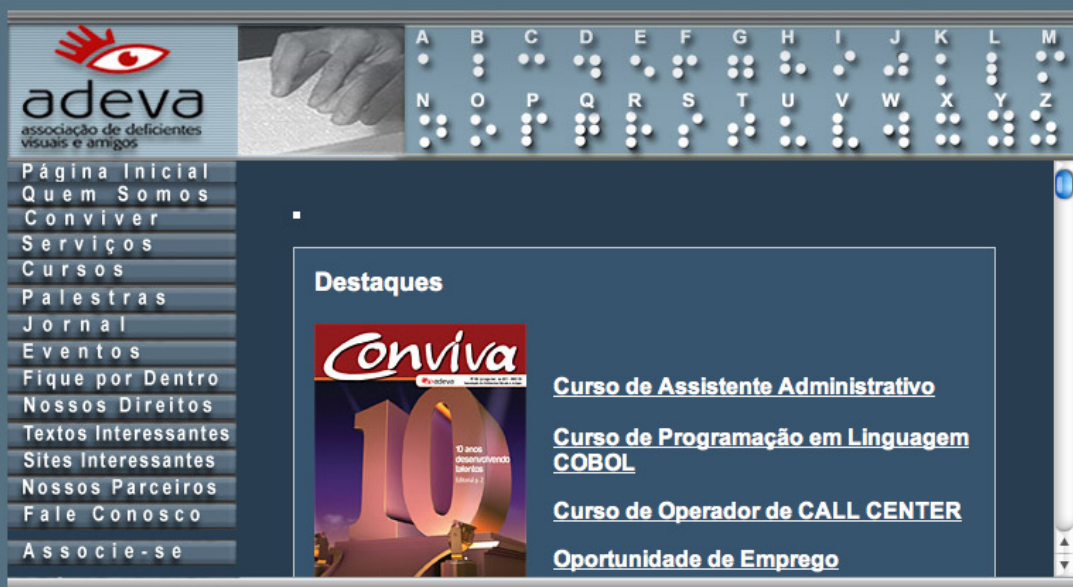 adeva
associação de deficientes
visuais e amigos
A B C D E F G H I J K L M
N O P Q R S T U V W X Y Z
Página Inicial
Quem Somos
Conviver
Serviços
Cursos
Palestras
Jornal
Eventos
Fique por Dentro
Nossos Direitos
Textos Interessantes
Sites Interessantes
Nossos Parceiros
Fale Conosco
Associe-se
Destaques
Conviva
adeva
10
10 anos
desenvolvendo
talentos
Editorial p. 2
Curso de Assistente Administrativo
Curso de Programação em Linguagem
COBOL
Curso de Operador de CALL CENTER
Oportunidade de Emprego